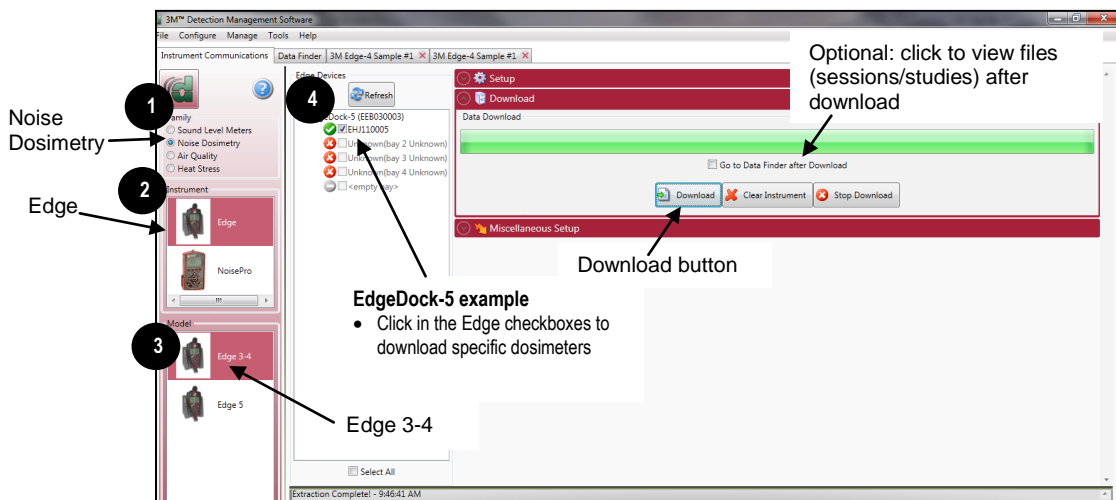 3M™ Detection Management Software
File Configure Manage Tools Help
Instrument Communications Data Finder 3M Edge-4 Sample #1 3M Edge-4 Sample #1
Optional: click to view files
(sessions/studies) after
download
1
Noise
Dosimetry
Family
Sound Level Meters
Noise Dosimetry
Air Quality
Heat Stress
2
Instrument
Edge
Edge
NoisePro
3
Model
Edge 3-4
Edge 5
Edge 3-4
4
Edge Devices
Refresh
EdgeDock-5 (EEB030003)
EHJ110005
Unknown(bay 2 Unknown)
Unknown(bay 3 Unknown)
Unknown(bay 4 Unknown)
<empty bay>
EdgeDock-5 example
• Click in the Edge checkboxes to
download specific dosimeters
Select All
Setup
Download
Data Download
Go to Data Finder after Download
Download Clear Instrument Stop Download
Download button
Miscellaneous Setup
Extraction Complete! - 9:46:41 AM